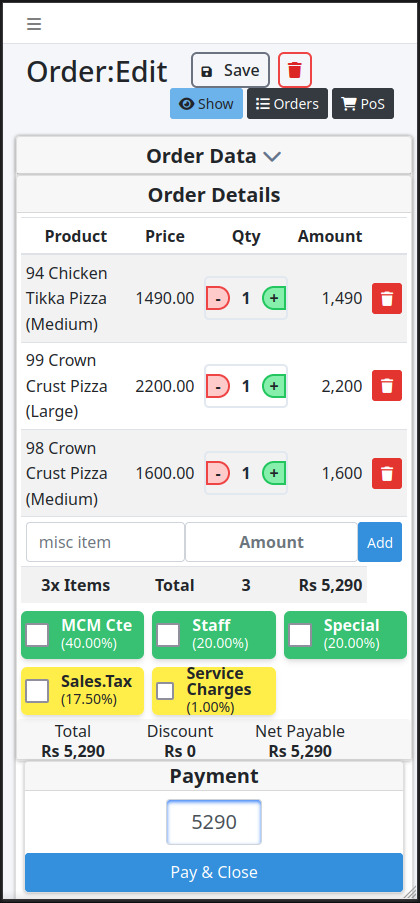 Order:Edit
Save
Show
Orders
PoS
Order Data
Order Details
Product Price Qty Amount
94 Chicken
Tikka Pizza
(Medium)
1490.00 - 1 + 1,490
99 Crown
Crust Pizza
(Large)
2200.00 - 1 + 2,200
98 Crown
Crust Pizza
(Medium)
1600.00 - 1 + 1,600
misc item Amount Add
3x Items Total 3 Rs 5,290
MCM Cte
(40.00%)
Staff
(20.00%)
Special
(20.00%)
Sales.Tax
(17.50%)
Service
Charges
(1.00%)
Total Discount Net Payable
Rs 5,290 Rs 0 Rs 5,290
Payment
5290
Pay & Close